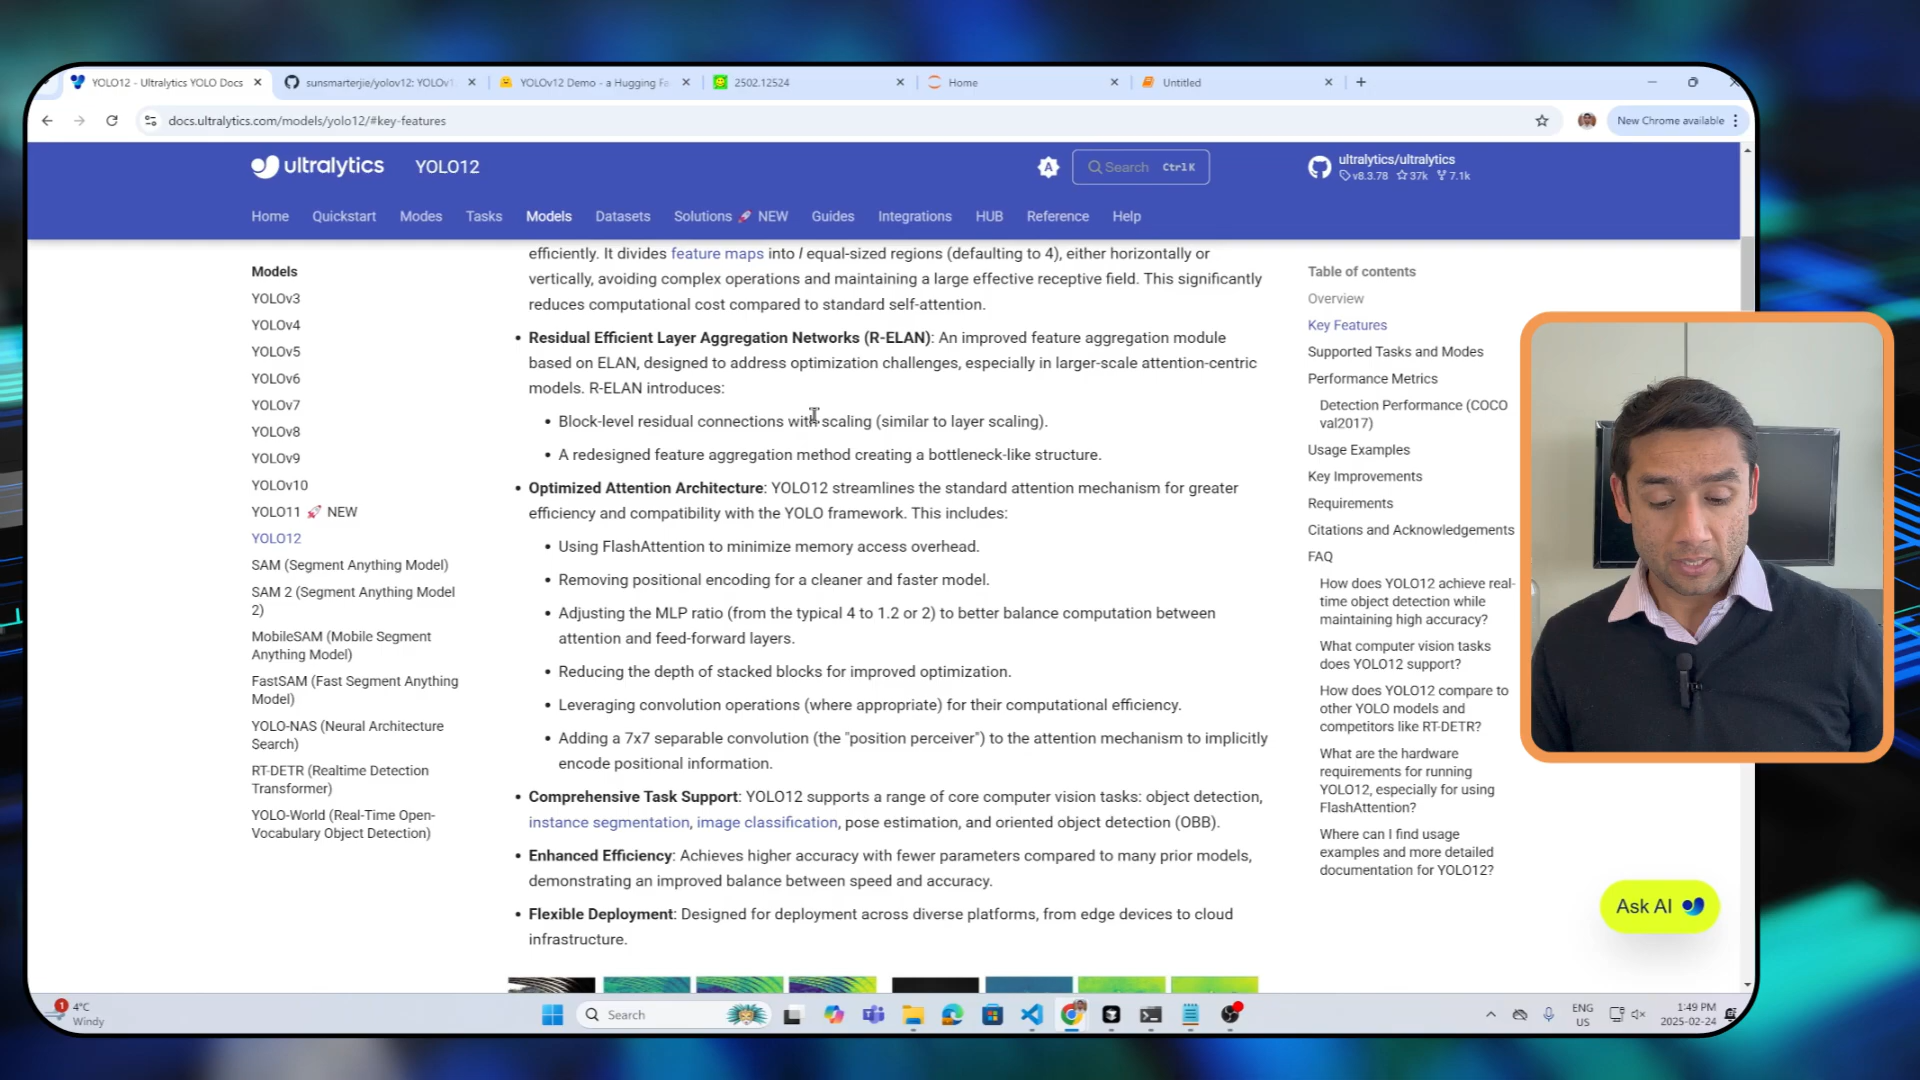 YOLO12 - Ultralytics YOLO Docs
sunsmarterjie/yolov12: YOLOv1
YOLOv12 Demo - a Hugging Fa
2502.12524
Home
Untitled
docs.ultralytics.com/models/yolo12/#key-features
New Chrome available
ultralytics
YOLO12
A
Search
Ctrl K
ultralytics/ultralytics
v8.3.78 37k 7.1k
Home
Quickstart
Modes
Tasks
Models
Datasets
Solutions 🚀 NEW
Guides
Integrations
HUB
Reference
Help
Models
YOLOv3
YOLOv4
YOLOv5
YOLOv6
YOLOv7
YOLOv8
YOLOv9
YOLOv10
YOLO11 🚀 NEW
YOLO12
SAM (Segment Anything Model)
SAM 2 (Segment Anything Model
2)
MobileSAM (Mobile Segment
Anything Model)
FastSAM (Fast Segment Anything
Model)
YOLO-NAS (Neural Architecture
Search)
RT-DETR (Realtime Detection
Transformer)
YOLO-World (Real-Time Open-
Vocabulary Object Detection)
efficiently. It divides feature maps into l equal-sized regions (defaulting to 4), either horizontally or
vertically, avoiding complex operations and maintaining a large effective receptive field. This significantly
reduces computational cost compared to standard self-attention.
• Residual Efficient Layer Aggregation Networks (R-ELAN): An improved feature aggregation module
based on ELAN, designed to address optimization challenges, especially in larger-scale attention-centric
models. R-ELAN introduces:
• Block-level residual connections with scaling (similar to layer scaling).
• A redesigned feature aggregation method creating a bottleneck-like structure.
• Optimized Attention Architecture: YOLO12 streamlines the standard attention mechanism for greater
efficiency and compatibility with the YOLO framework. This includes:
• Using FlashAttention to minimize memory access overhead.
• Removing positional encoding for a cleaner and faster model.
• Adjusting the MLP ratio (from the typical 4 to 1.2 or 2) to better balance computation between
attention and feed-forward layers.
• Reducing the depth of stacked blocks for improved optimization.
• Leveraging convolution operations (where appropriate) for their computational efficiency.
• Adding a 7x7 separable convolution (the "position perceiver") to the attention mechanism to implicitly
encode positional information.
• Comprehensive Task Support: YOLO12 supports a range of core computer vision tasks: object detection,
instance segmentation, image classification, pose estimation, and oriented object detection (OBB).
• Enhanced Efficiency: Achieves higher accuracy with fewer parameters compared to many prior models,
demonstrating an improved balance between speed and accuracy.
• Flexible Deployment: Designed for deployment across diverse platforms, from edge devices to cloud
infrastructure.
Table of contents
Overview
Key Features
Supported Tasks and Modes
Performance Metrics
Detection Performance (COCO
val2017)
Usage Examples
Key Improvements
Requirements
Citations and Acknowledgements
FAQ
How does YOLO12 achieve real-
time object detection while
maintaining high accuracy?
What computer vision tasks
does YOLO12 support?
How does YOLO12 compare to
other YOLO models and
competitors like RT-DETR?
What are the hardware
requirements for running
YOLO12, especially for using
FlashAttention?
Where can I find usage
examples and more detailed
documentation for YOLO12?
Ask AI
1
4°C
Windy
Search
ENG
US
1:49 PM
2025-02-24